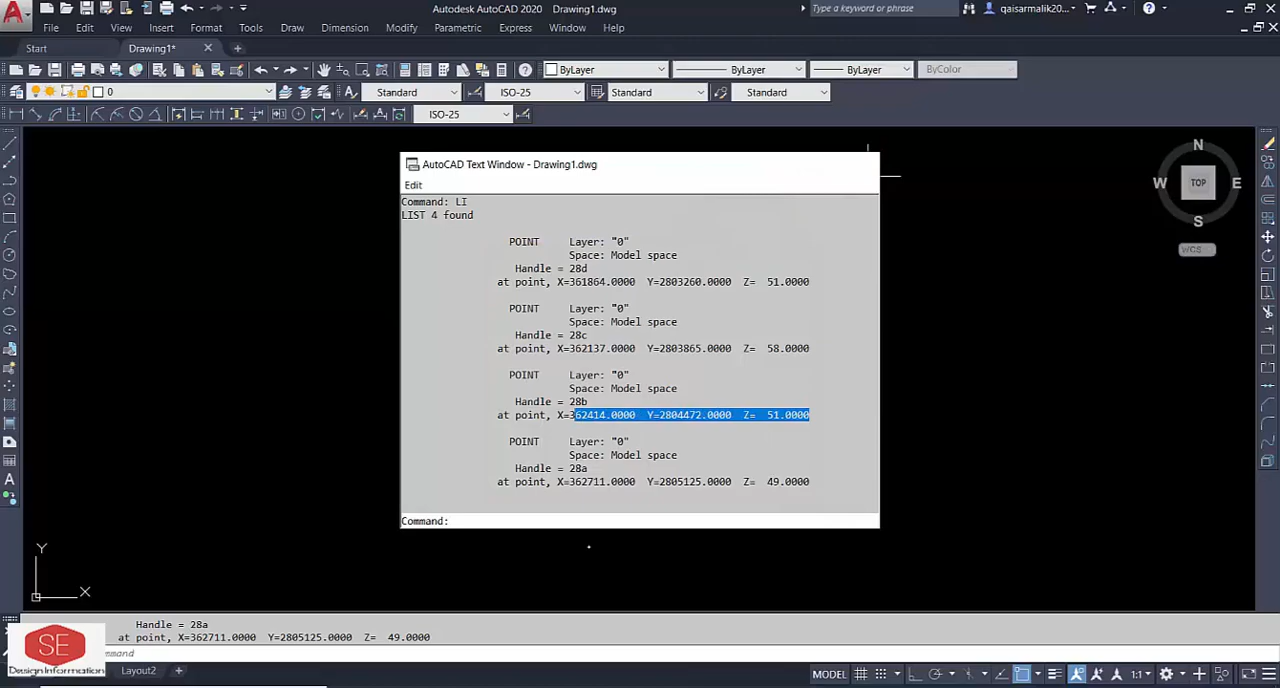 Autodesk AutoCAD 2020 Drawing1.dwg
Type a keyword or phrase
qaisarmalik20...
File Edit View Insert Format Tools Draw Dimension Modify Parametric Express Window Help
Start Drawing1*
ByLayer ByLayer ByLayer ByColor
0 Standard ISO-25 Standard Standard
ISO-25
AutoCAD Text Window - Drawing1.dwg
Edit
Command: LI
LIST 4 found
POINT Layer: "0"
Space: Model space
Handle = 28d
at point, X=361864.0000 Y=2803260.0000 Z= 51.0000
POINT Layer: "0"
Space: Model space
Handle = 28c
at point, X=362137.0000 Y=2803865.0000 Z= 58.0000
POINT Layer: "0"
Space: Model space
Handle = 28b
at point, X=362414.0000 Y=2804472.0000 Z= 51.0000
POINT Layer: "0"
Space: Model space
Handle = 28a
at point, X=362711.0000 Y=2805125.0000 Z= 49.0000
Command:
N
W TOP E
S
WCS
Y
X
Handle = 28a
at point, X=362711.0000 Y=2805125.0000 Z= 49.0000
SE
Design Information
Layout2
MODEL 1:1